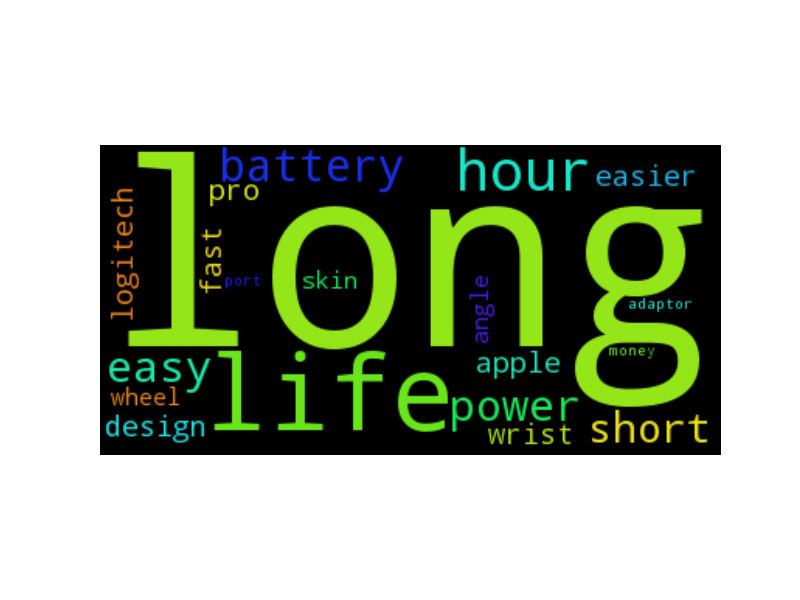 battery
hour
easier
pro
logitech
long
fast
port
skin
angle
adaptor
money
easy
life
apple
wheel
power
design
wrist
short